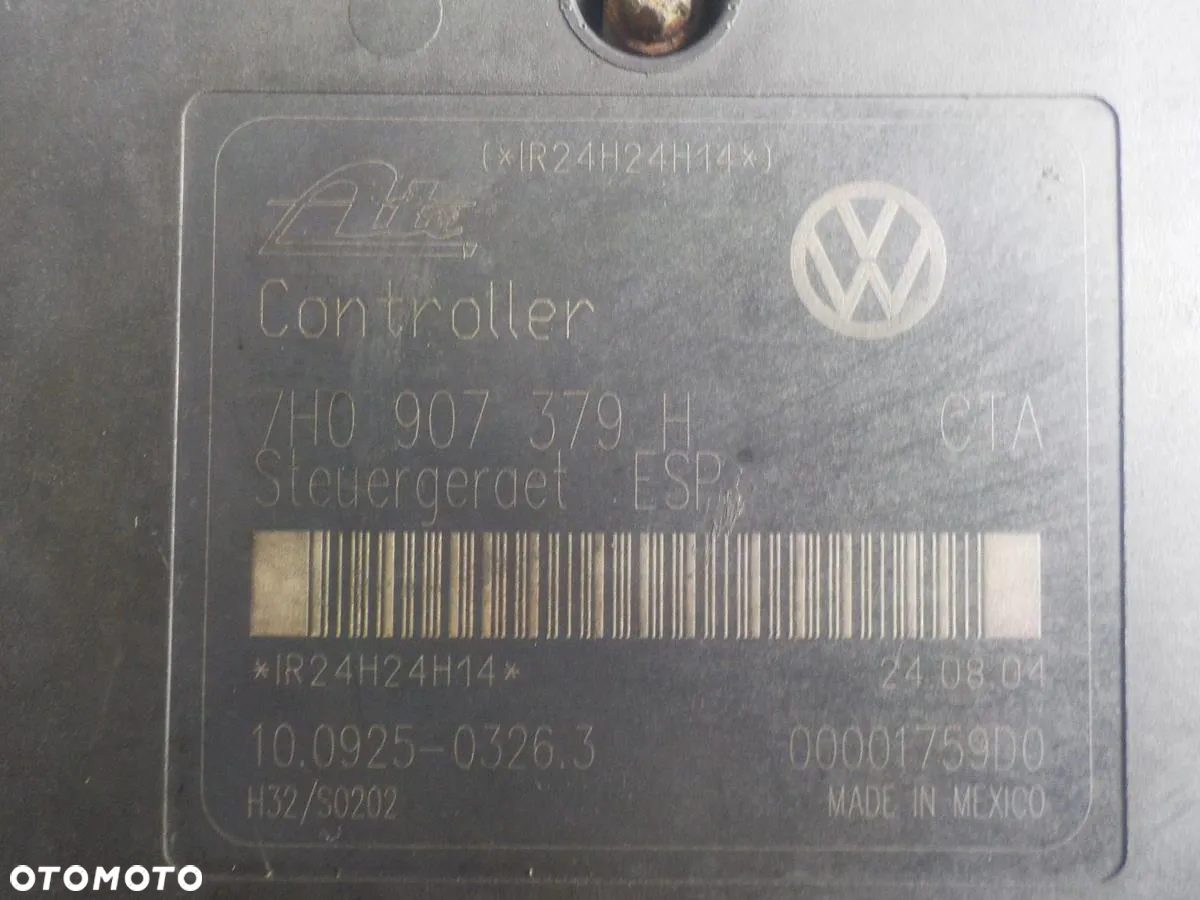 (*IR24H24H14*)
Ate
Controller
7H0 907 379 H CTA
Steuergeraet ESP
*IR24H24H14* 24.08.04
10.0925-0326.3 00001759D0
H32/S0202 MADE IN MEXICO
OTOMOTO